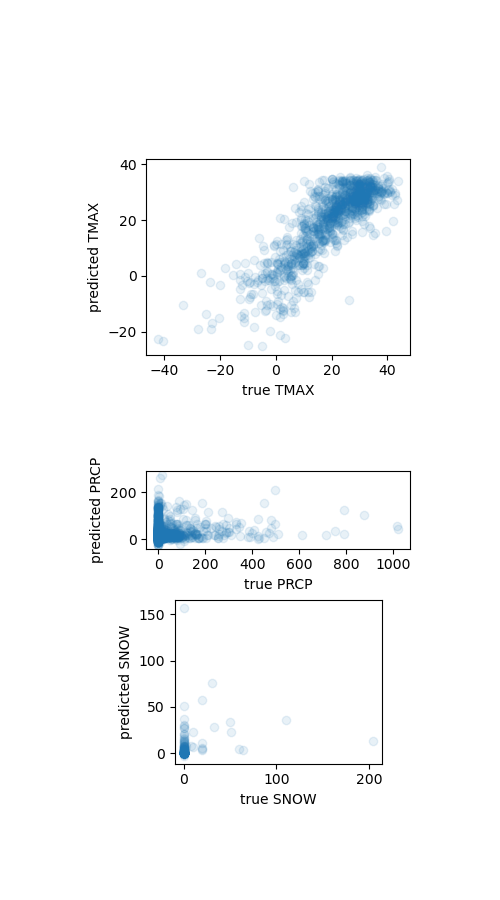 40
20
0
−20
predicted TMAX
−40 −20 0 20 40
true TMAX
200
0
predicted PRCP
0 200 400 600 800 1000
true PRCP
150
100
50
0
predicted SNOW
0 100 200
true SNOW